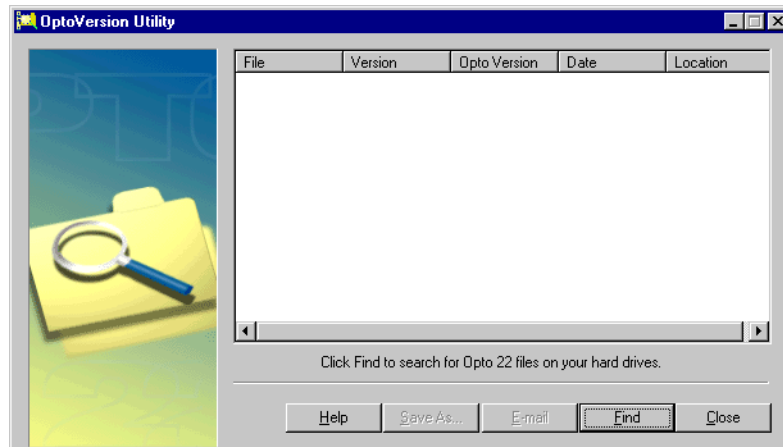 OptoVersion Utility
File Version Opto Version Date Location
Click Find to search for Opto 22 files on your hard drives.
Help Save As... E-mail Find Close